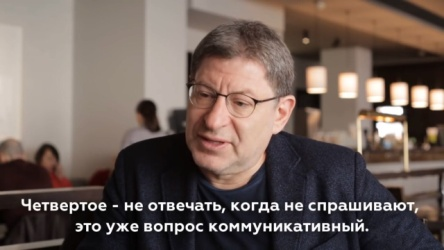 Четвертое - не отвечать, когда не спрашивают,
это уже вопрос коммуникативный.